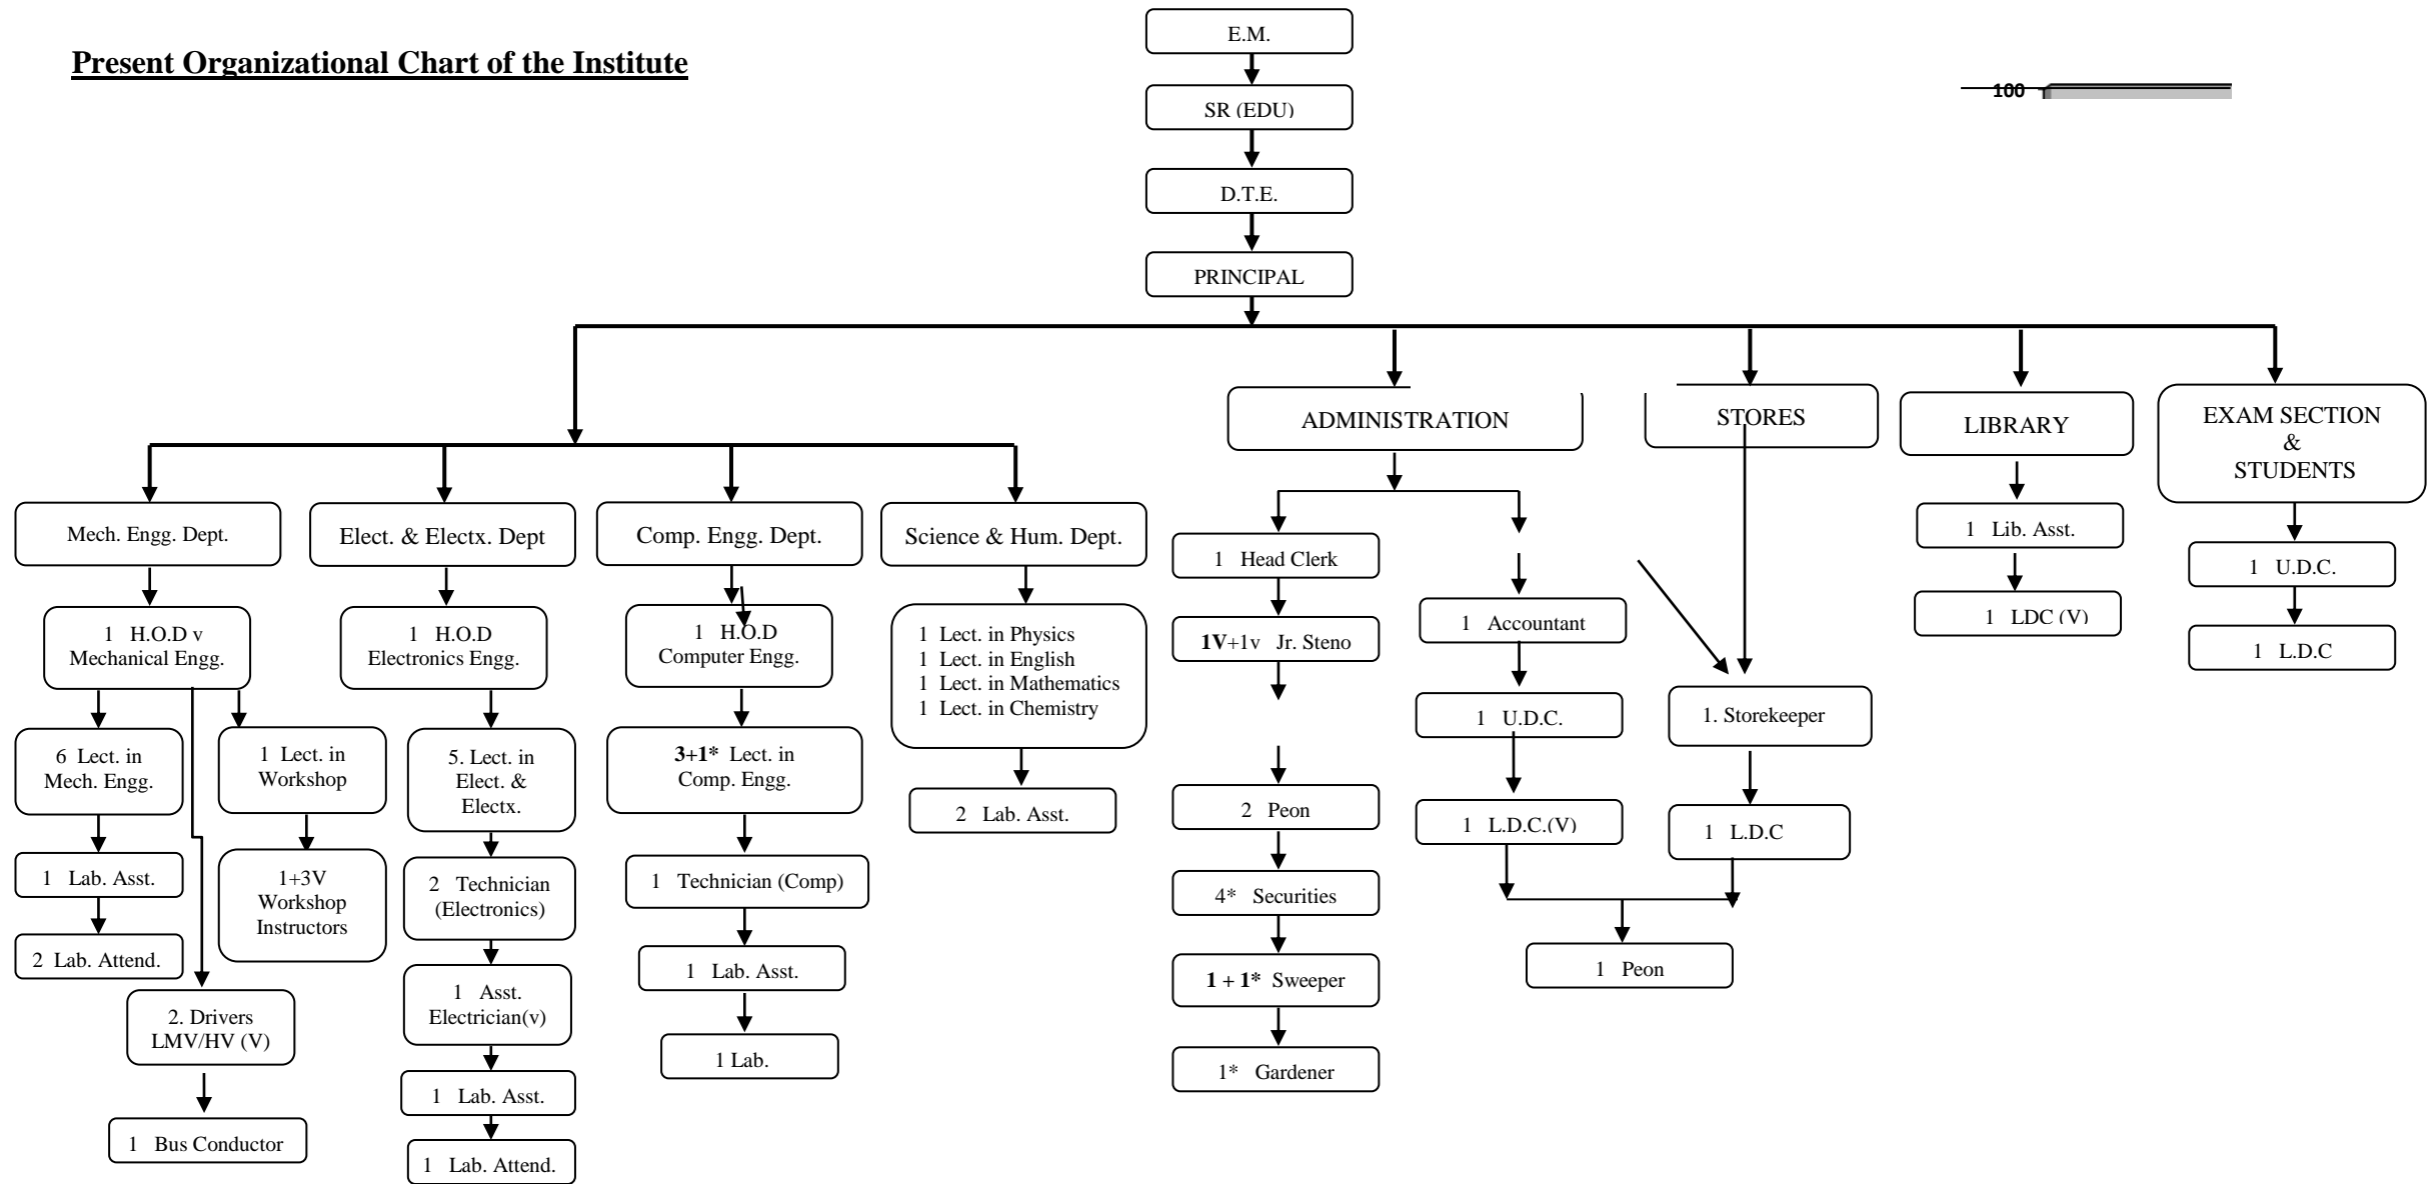 Present Organizational Chart of the Institute
100
E.M.
SR (EDU)
D.T.E.
PRINCIPAL
ADMINISTRATION
STORES
LIBRARY
EXAM SECTION
&
STUDENTS
Mech. Engg. Dept.
Elect. & Electx. Dept
Comp. Engg. Dept.
Science & Hum. Dept.
1 H.O.D v
Mechanical Engg.
6 Lect. in
Mech. Engg.
1 Lab. Asst.
2 Lab. Attend.
1 Lect. in
Workshop
1+3V
Workshop
Instructors
2. Drivers
LMV/HV (V)
1 Bus Conductor
1 H.O.D
Electronics Engg.
5. Lect. in
Elect. &
Electx.
2 Technician
(Electronics)
1 Asst.
Electrician(v)
1 Lab. Asst.
1 Lab. Attend.
1 H.O.D
Computer Engg.
3+1* Lect. in
Comp. Engg.
1 Technician (Comp)
1 Lab. Asst.
1 Lab.
1 Lect. in Physics
1 Lect. in English
1 Lect. in Mathematics
1 Lect. in Chemistry
2 Lab. Asst.
1 Head Clerk
1V+1v Jr. Steno
2 Peon
4* Securities
1 + 1* Sweeper
1* Gardener
1 Accountant
1 U.D.C.
1 L.D.C.(V)
1. Storekeeper
1 L.D.C
1 Peon
1 Lib. Asst.
1 LDC (V)
1 U.D.C.
1 L.D.C